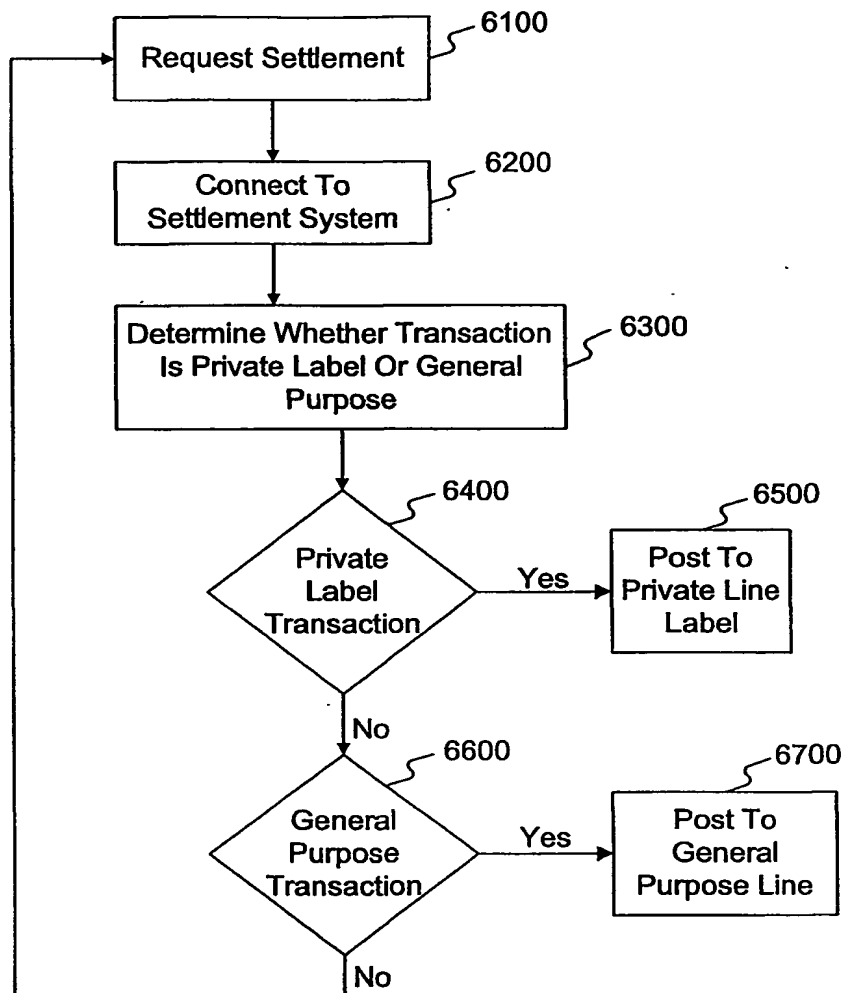 6100
Request Settlement
6200
Connect To
Settlement System
6300
Determine Whether Transaction
Is Private Label Or General
Purpose
6400
Private
Label
Transaction
Yes
6500
Post To
Private Line
Label
No
6600
General
Purpose
Transaction
Yes
6700
Post To
General
Purpose Line
No